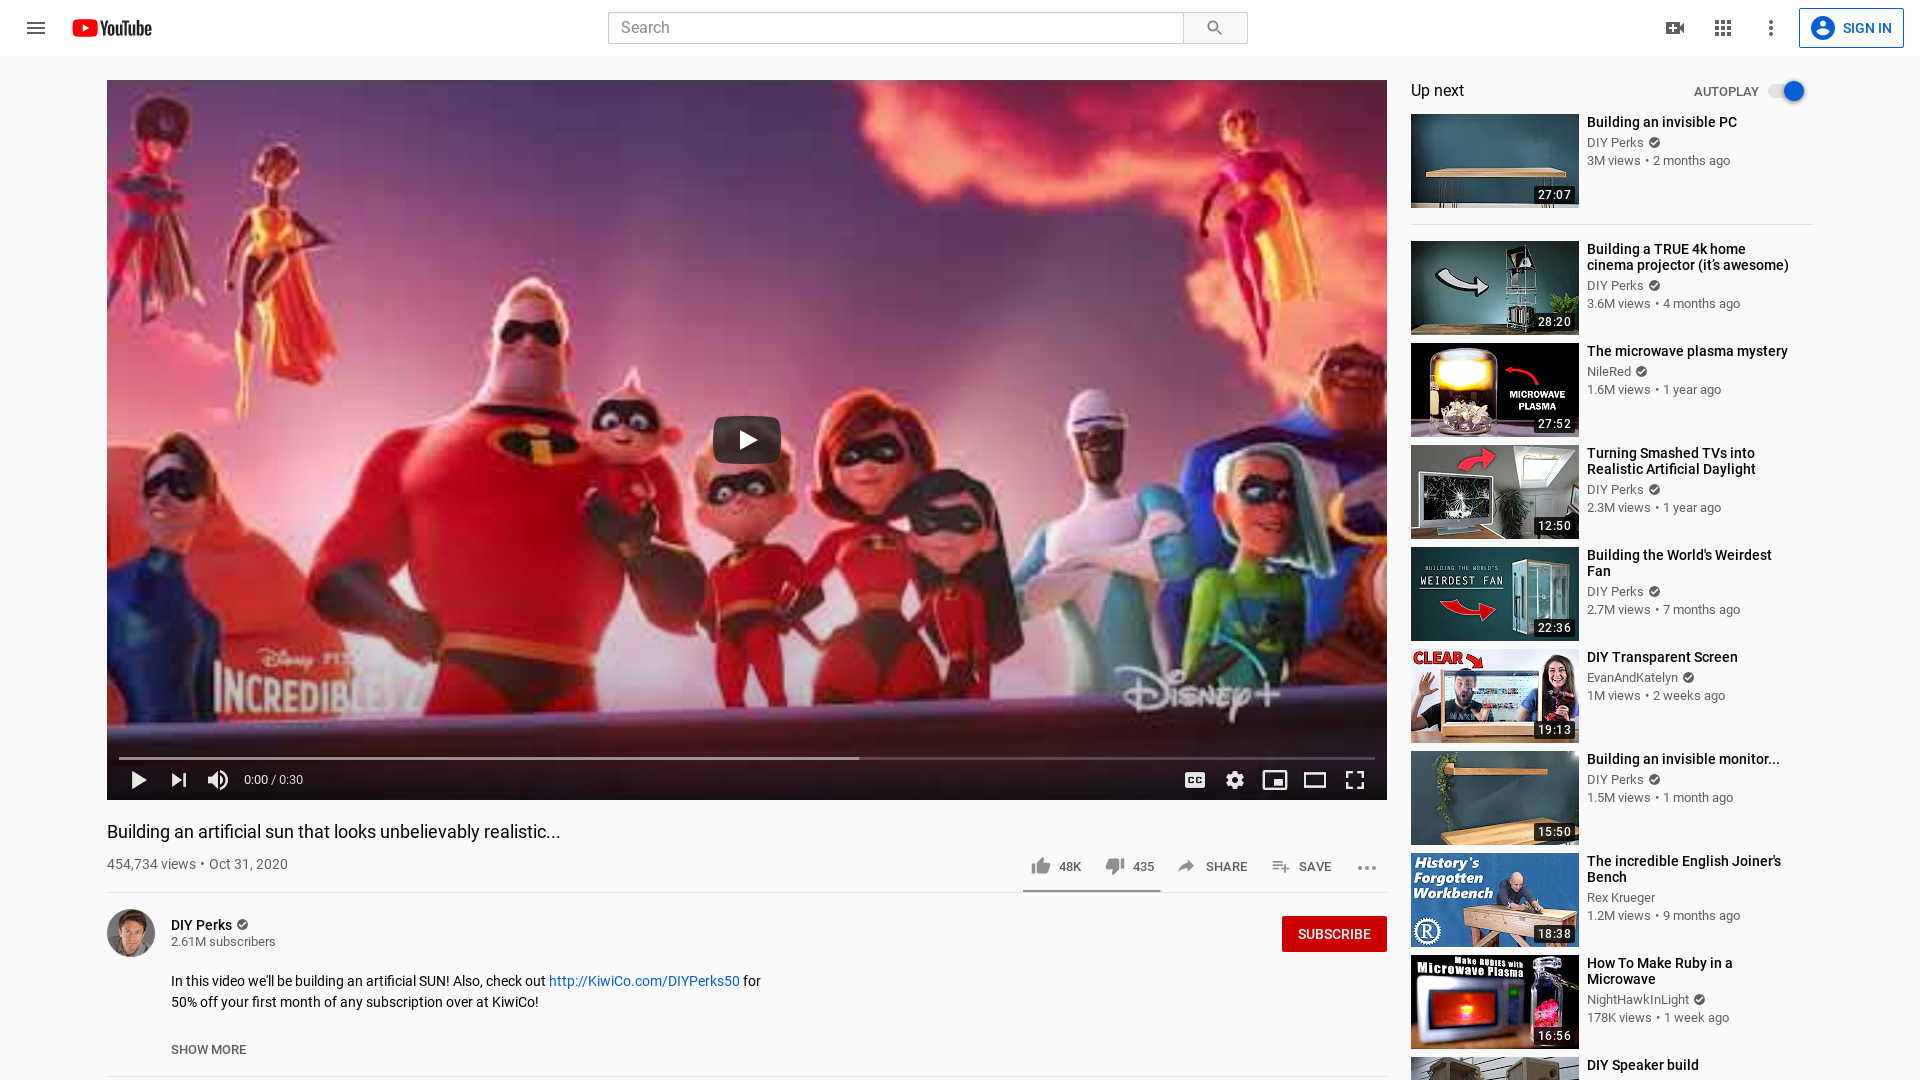 YouTube
Search
SIGN IN
Disney PIXAR
INCREDIBLES 2
Disney+
0:00 / 0:30
CC
Building an artificial sun that looks unbelievably realistic...
454,734 views • Oct 31, 2020
48K
435
SHARE
SAVE
DIY Perks
2.61M subscribers
SUBSCRIBE
In this video we'll be building an artificial SUN! Also, check out http://KiwiCo.com/DIYPerks50 for
50% off your first month of any subscription over at KiwiCo!
SHOW MORE
Up next
AUTOPLAY
27:07
Building an invisible PC
DIY Perks
3M views • 2 months ago
28:20
Building a TRUE 4k home
cinema projector (it's awesome)
DIY Perks
3.6M views • 4 months ago
MICROWAVE
PLASMA
27:52
The microwave plasma mystery
NileRed
1.6M views • 1 year ago
12:50
Turning Smashed TVs into
Realistic Artificial Daylight
DIY Perks
2.3M views • 1 year ago
BUILDING THE WORLD'S
WEIRDEST FAN
22:36
Building the World's Weirdest
Fan
DIY Perks
2.7M views • 7 months ago
CLEAR
19:13
DIY Transparent Screen
EvanAndKatelyn
1M views • 2 weeks ago
15:50
Building an invisible monitor...
DIY Perks
1.5M views • 1 month ago
History's
Forgotten
Workbench
R
18:38
The incredible English Joiner's
Bench
Rex Krueger
1.2M views • 9 months ago
Make RUBIES with
Microwave Plasma
16:56
How To Make Ruby in a
Microwave
NightHawkInLight
178K views • 1 week ago
DIY Speaker build